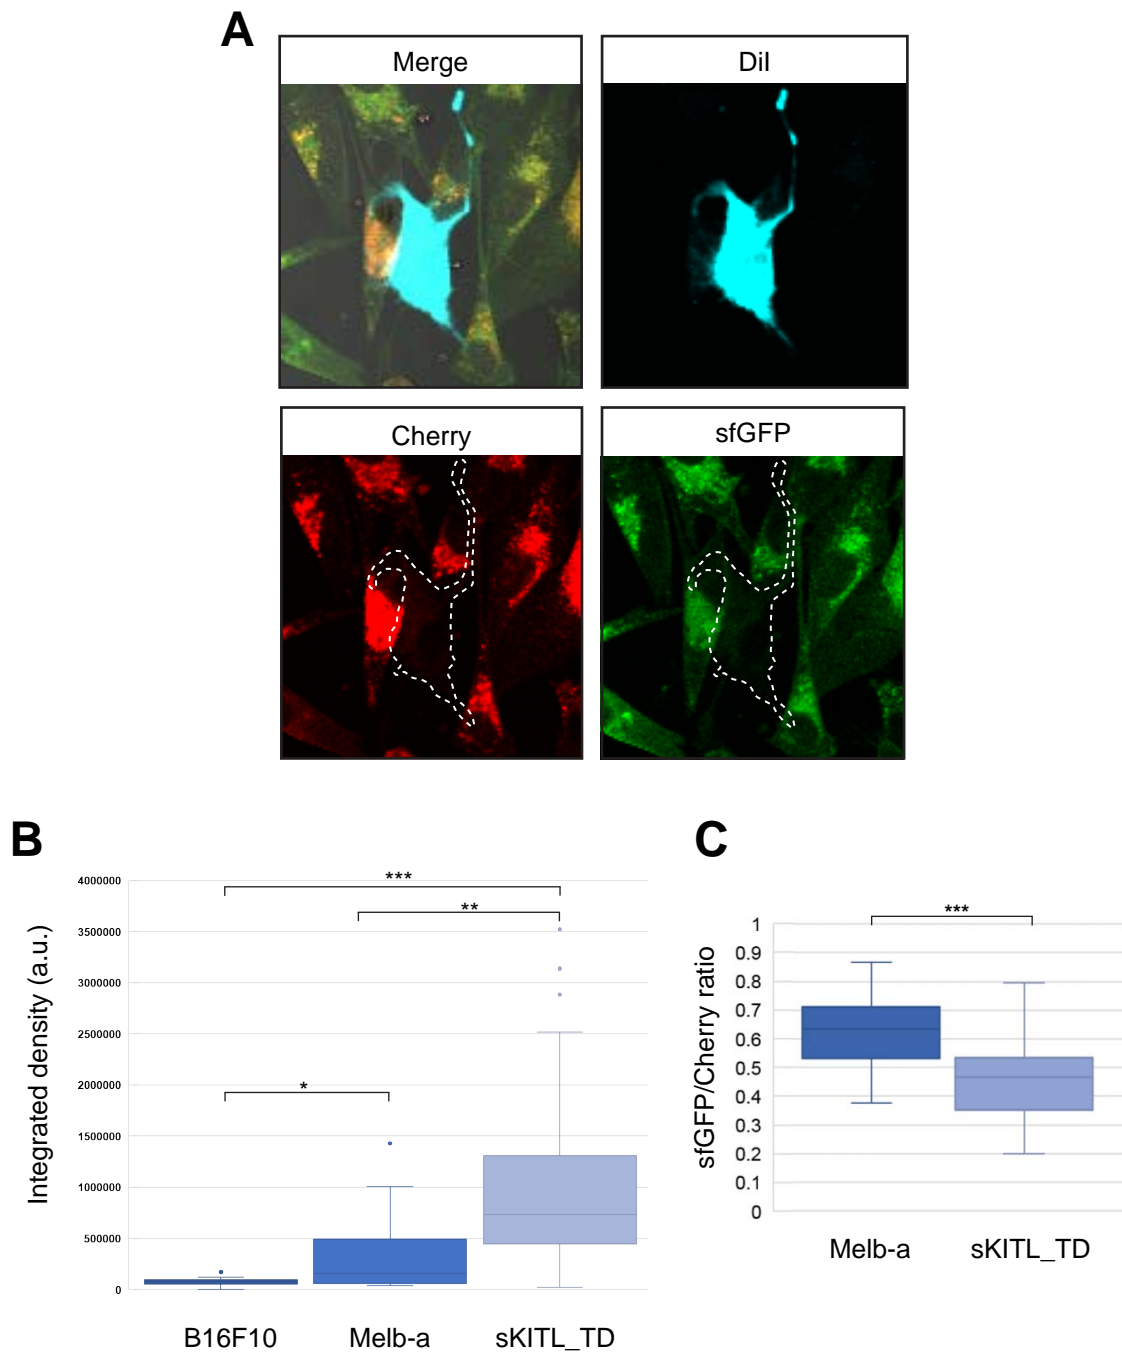 A
Merge
DiI
Cherry
sfGFP
B
Integrated density (a.u.)
4000000
3500000
3000000
2500000
2000000
1500000
1000000
500000
0
***
**
*
B16F10 Melb-a sKITL_TD
C
sfGFP/Cherry ratio
1
0.9
0.8
0.7
0.6
0.5
0.4
0.3
0.2
0.1
0
***
Melb-a sKITL_TD